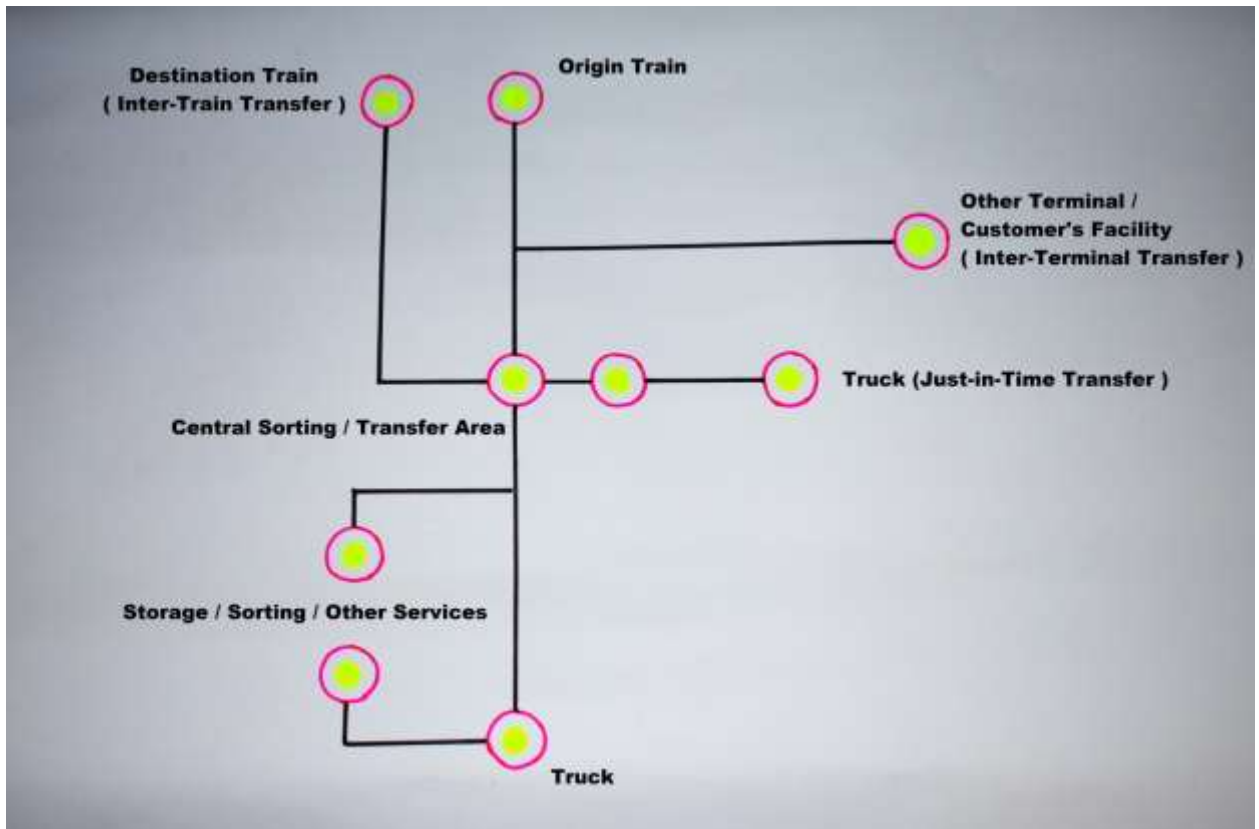 Destination Train
( Inter-Train Transfer )
Origin Train
Other Terminal /
Customer's Facility
( Inter-Terminal Transfer )
Truck (Just-in-Time Transfer )
Central Sorting / Transfer Area
Storage / Sorting / Other Services
Truck